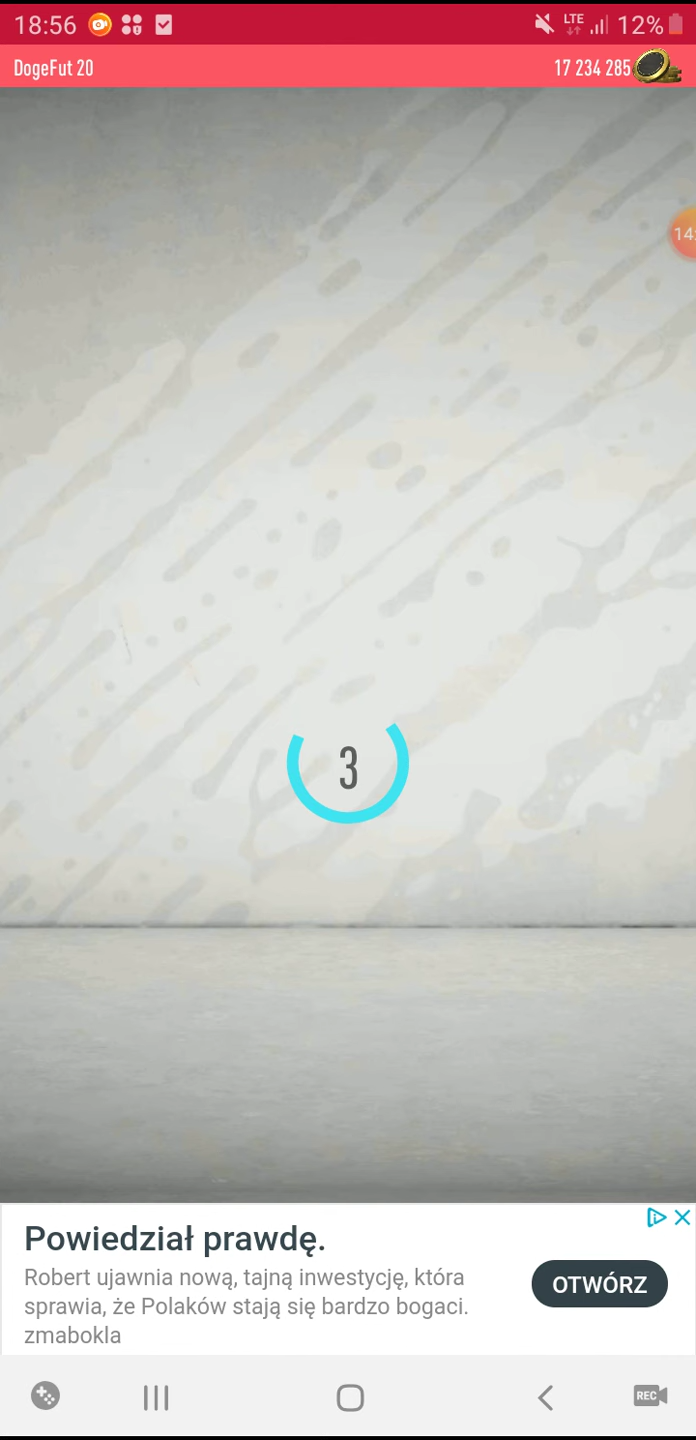 18:56 LTE 12%
DogeFut 20 17 234 285
14:
3
Powiedział prawdę.
Robert ujawnia nową, tajną inwestycję, która
sprawia, że Polaków stają się bardzo bogaci.
zmabokla
OTWÓRZ
REC